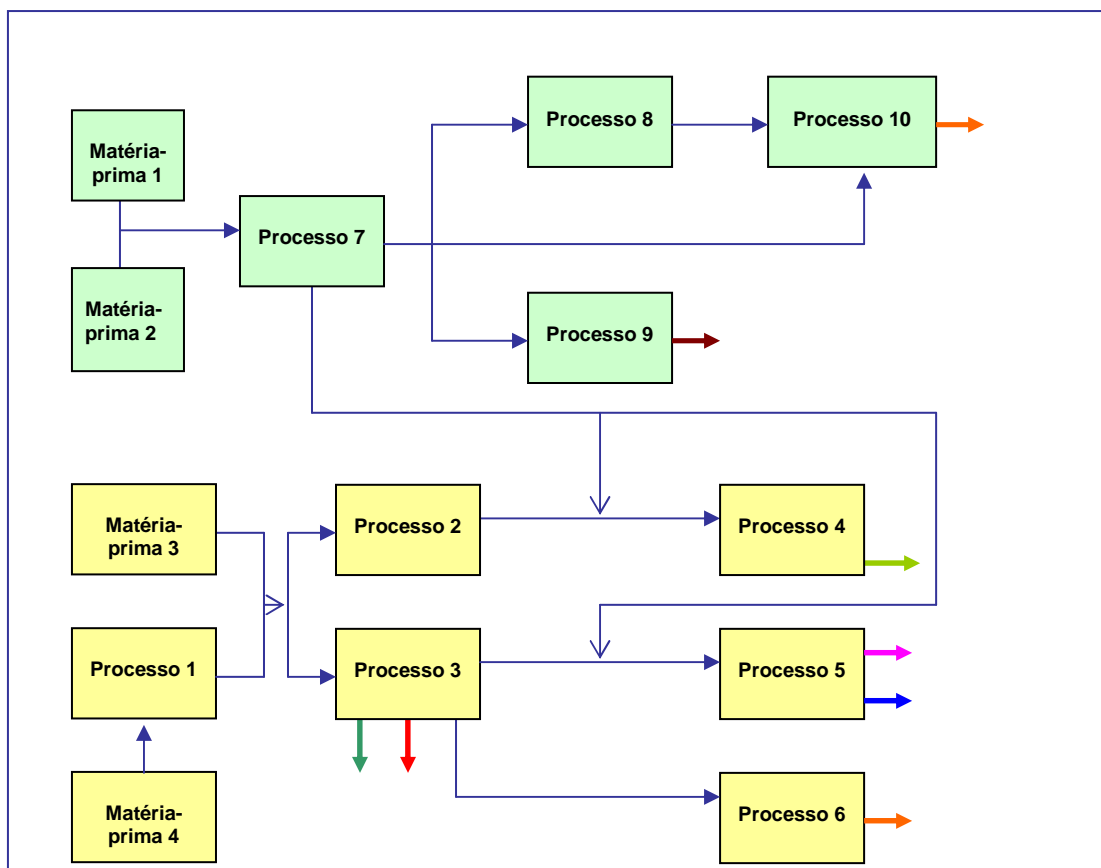 Processo 8
Processo 10
Matéria-
prima 1
Processo 7
Matéria-
prima 2
Processo 9
Matéria-
prima 3
Processo 2
Processo 4
Processo 1
Processo 3
Processo 5
Matéria-
prima 4
Processo 6